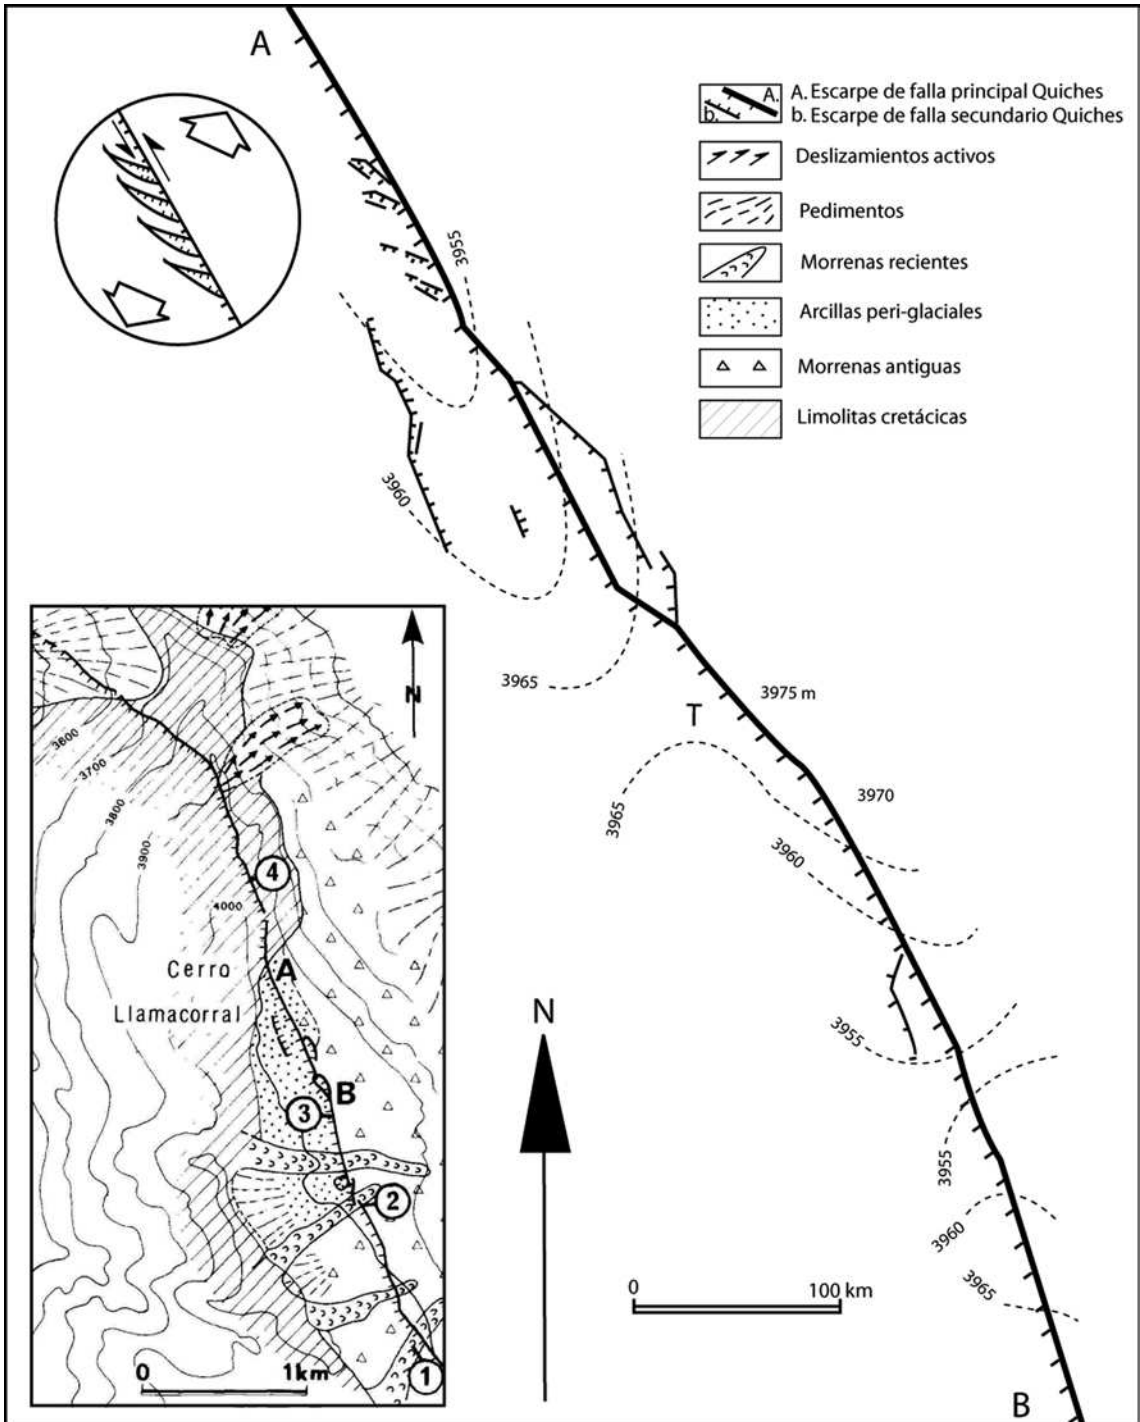 A
A. A. Escarpe de falla principal Quiches
b. b. Escarpe de falla secundario Quiches
Deslizamientos activos
Pedimentos
Morrenas recientes
Arcillas peri-glaciales
Morrenas antiguas
Limolitas cretácicas
3955
3960
3965
3975 m
T
3970
3965
3960
3955
3955
3960
3965
N
0 100 km
B
N
3600
3700
3800
3900
4
4000
A
Cerro
Llamacorral
B
3
2
1
0 1km